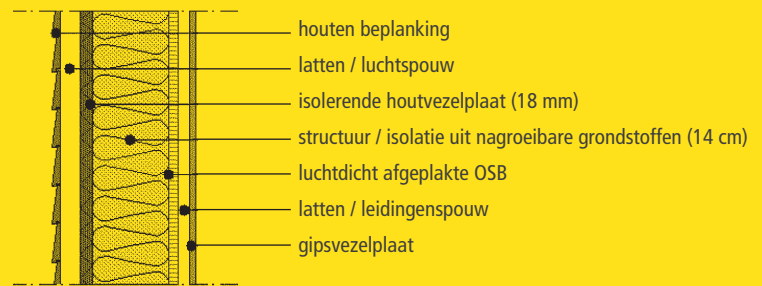 houten beplanking
latten / luchtspouw
isolerende houtvezelplaat (18 mm)
structuur / isolatie uit nagroeibare grondstoffen (14 cm)
luchtdicht afgeplakte OSB
latten / leidingenspouw
gipsvezelplaat